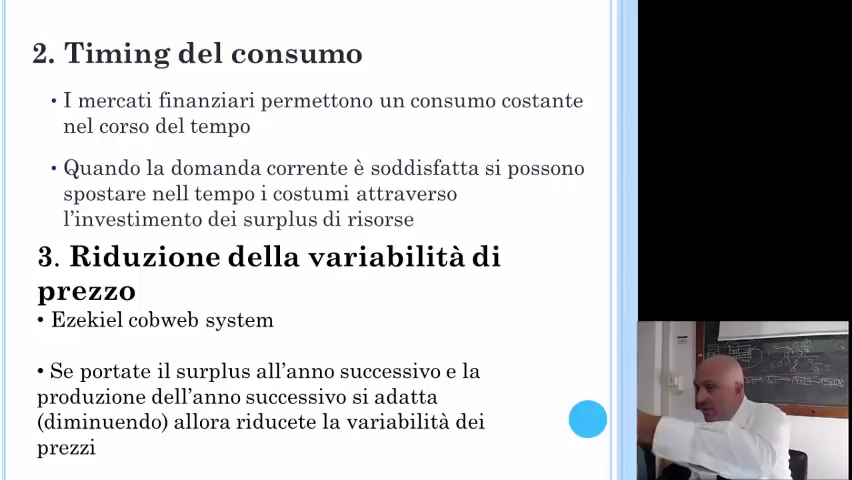 2. Timing del consumo
• I mercati finanziari permettono un consumo costante
nel corso del tempo
• Quando la domanda corrente è soddisfatta si possono
spostare nell tempo i costumi attraverso
l'investimento dei surplus di risorse
3. Riduzione della variabilità di
prezzo
• Ezekiel cobweb system
• Se portate il surplus all'anno successivo e la
produzione dell'anno successivo si adatta
(diminuendo) allora riducete la variabilità dei
prezzi